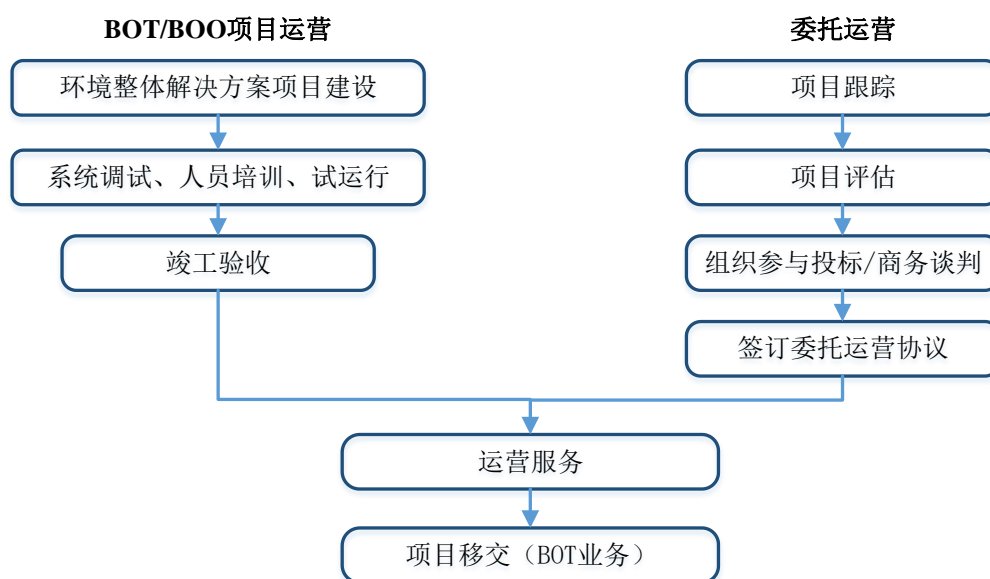 BOT/BOO项目运营
环境整体解决方案项目建设
系统调试、人员培训、试运行
竣工验收
委托运营
项目跟踪
项目评估
组织参与投标/商务谈判
签订委托运营协议
运营服务
项目移交（BOT业务）